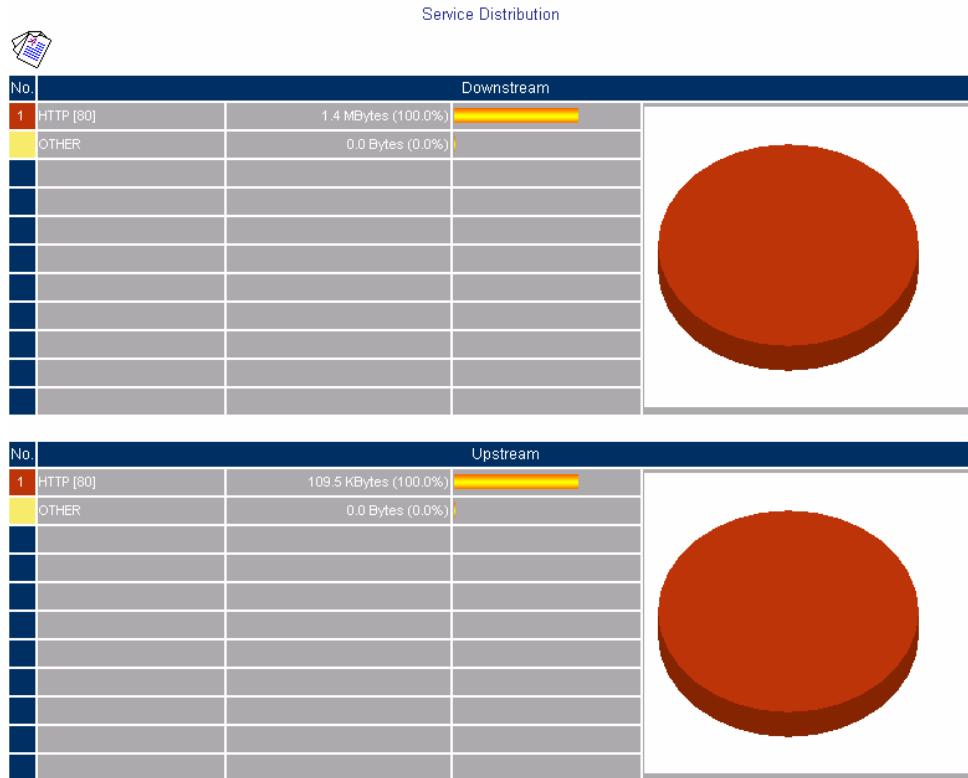 Service Distribution
No. Downstream
1 HTTP [80] 1.4 MBytes (100.0%)
OTHER 0.0 Bytes (0.0%)
No. Upstream
1 HTTP [80] 109.5 KBytes (100.0%)
OTHER 0.0 Bytes (0.0%)